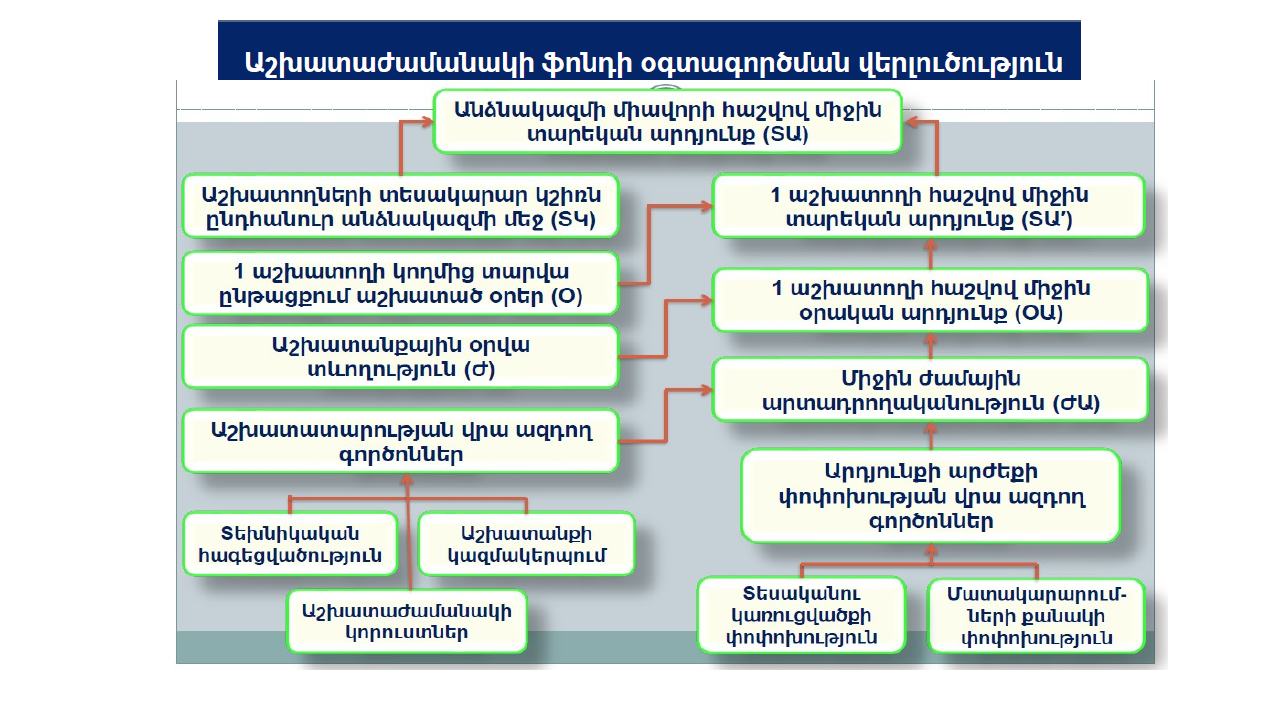 Աշխատաժամանակի ֆոնդի օգտագործման վերլուծություն
Անձնակազմի միավորի հաշվով միջին
տարեկան արդյունք (ՏԱ)
Աշխատողների տեսակարար կշիռն
ընդհանուր անձնակազմի մեջ (ՏԿ)
1 աշխատողի հաշվով միջին
տարեկան արդյունք (ՏԱ՛)
1 աշխատողի կողմից տարվա
ընթացքում աշխատած օրեր (Օ)
1 աշխատողի հաշվով միջին
օրական արդյունք (ՕԱ)
Աշխատանքային օրվա
տևողություն (Ժ)
Միջին ժամային
արտադրողականություն (ԺԱ)
Աշխատատարության վրա ազդող
գործոններ
Արդյունքի արժեքի
փոփոխության վրա ազդող
գործոններ
Տեխնիկական
հագեցվածություն
Աշխատանքի
կազմակերպում
Աշխատաժամանակի
կորուստներ
Տեսականու
կառուցվածքի
փոփոխություն
Մատակարարում-
ների քանակի
փոփոխություն